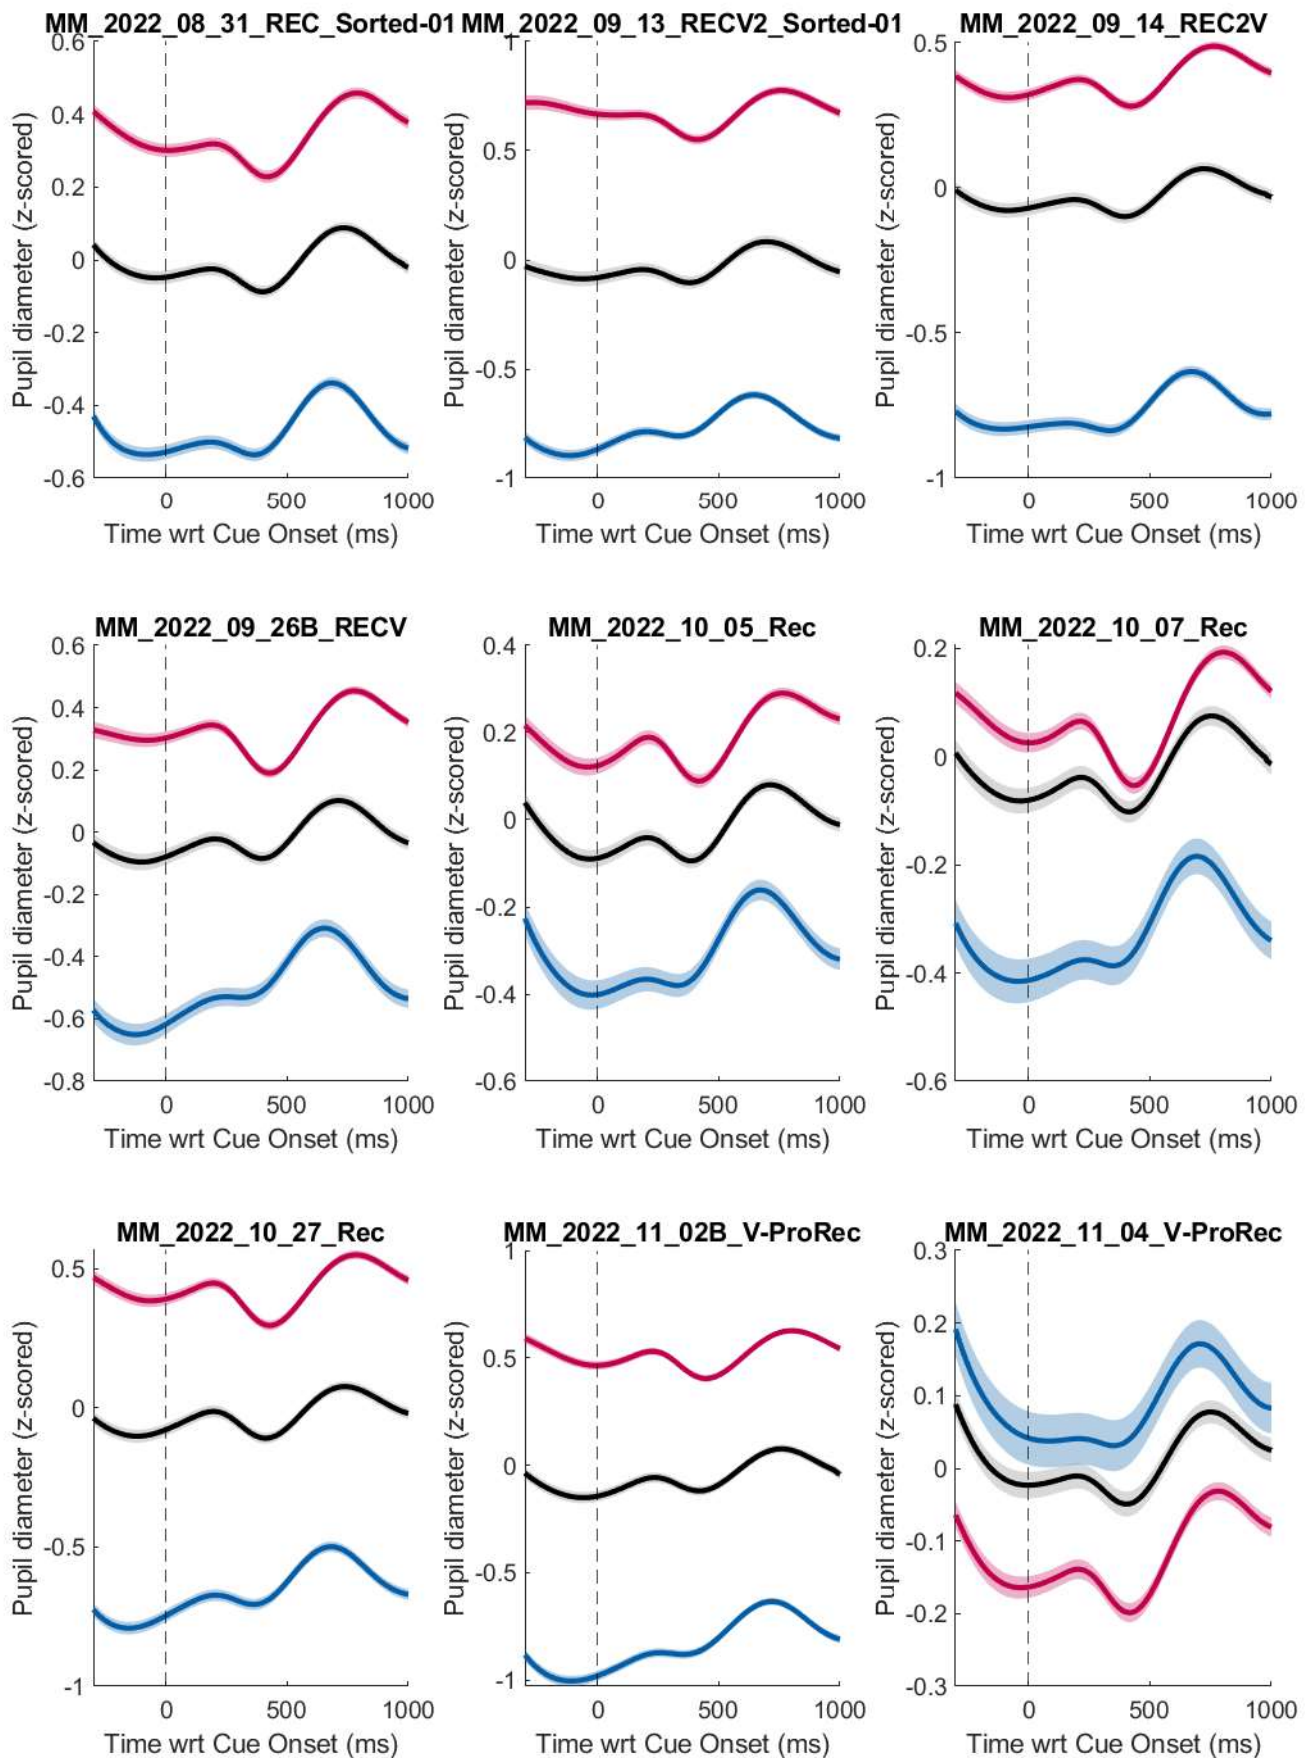 MM_2022_08_31_REC_Sorted-01 MM_2022_09_13_RECV2_Sorted-01 MM_2022_09_14_REC2V
0.6 1 0.5
0.4
0.5
0.2
0
0 0
-0.2
-0.5 -0.5
-0.4
-0.6 -1 -1
0 500 1000 0 500 1000 0 500 1000
Pupil diameter (z-scored) Pupil diameter (z-scored) Pupil diameter (z-scored)
Time wrt Cue Onset (ms) Time wrt Cue Onset (ms) Time wrt Cue Onset (ms)
MM_2022_09_26B_RECV MM_2022_10_05_Rec MM_2022_10_07_Rec
0.6 0.4 0.2
0.4
0.2 0
0.2
0 0
-0.2
-0.2
-0.2
-0.4 -0.4
-0.4
-0.6
-0.8 -0.6 -0.6
0 500 1000 0 500 1000 0 500 1000
Pupil diameter (z-scored) Pupil diameter (z-scored) Pupil diameter (z-scored)
Time wrt Cue Onset (ms) Time wrt Cue Onset (ms) Time wrt Cue Onset (ms)
MM_2022_10_27_Rec MM_2022_11_02B_V-ProRec MM_2022_11_04_V-ProRec
1 0.3
0.5
0.2
0.5
0.1
0
0 0
-0.1
-0.5
-0.5
-0.2
-1 -1 -0.3
0 500 1000 0 500 1000 0 500 1000
Pupil diameter (z-scored) Pupil diameter (z-scored) Pupil diameter (z-scored)
Time wrt Cue Onset (ms) Time wrt Cue Onset (ms) Time wrt Cue Onset (ms)